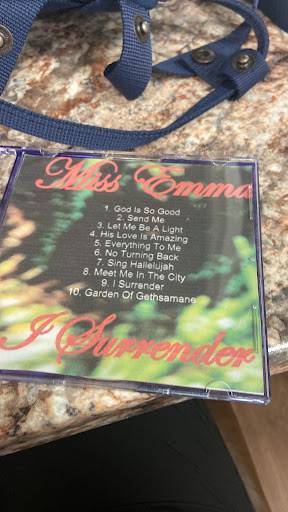 Miss Emma
1. God Is So Good
2. Send Me
3. Let Me Be A Light
4. His Love Is Amazing
5. Everything To Me
6. No Turning Back
7. Sing Hallelujah
8. Meet Me In The City
9. I Surrender
10. Garden Of Gethsamane
I Surrender